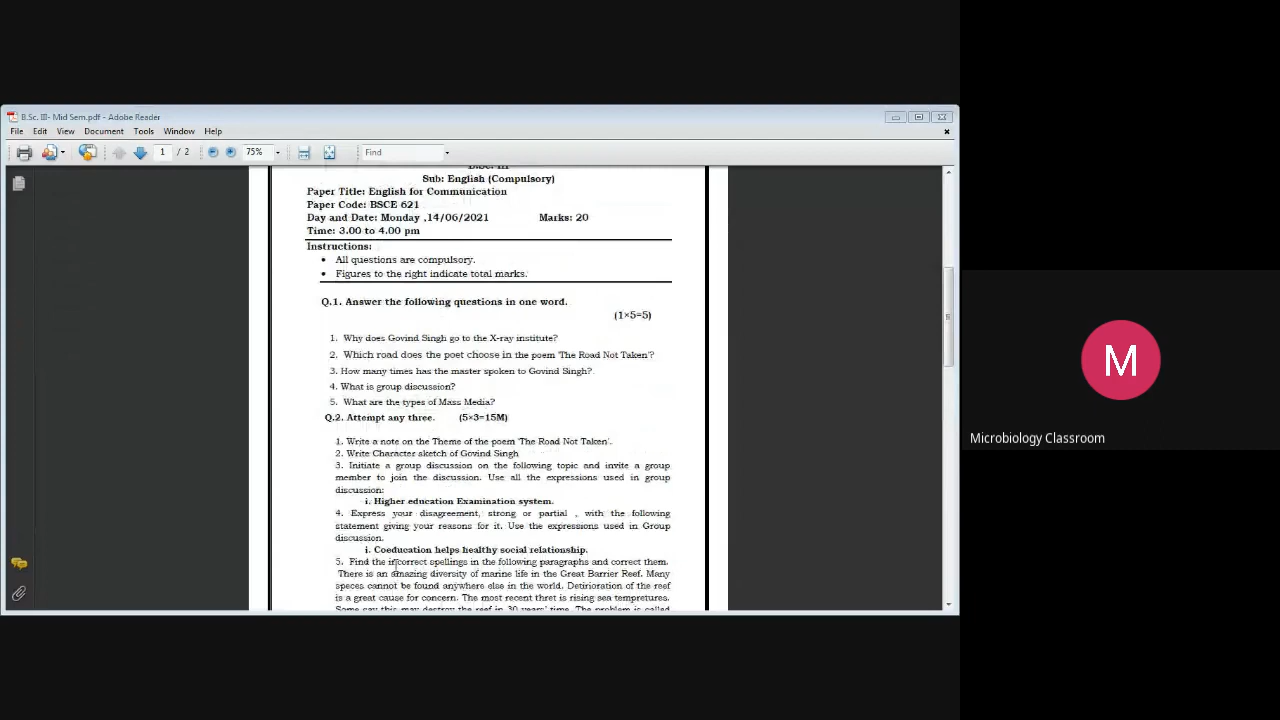 B.Sc. III- Mid Sem.pdf - Adobe Reader
File Edit View Document Tools Window Help
1 / 2 75% Find
B.Sc. III
Sub: English (Compulsory)
Paper Title: English for Communication
Paper Code: BSCE 621
Day and Date: Monday ,14/06/2021 Marks: 20
Time: 3.00 to 4.00 pm
Instructions:
• All questions are compulsory.
• Figures to the right indicate total marks.
Q.1. Answer the following questions in one word.
(1×5=5)
1. Why does Govind Singh go to the X-ray institute?
2. Which road does the poet choose in the poem 'The Road Not Taken'?
3. How many times has the master spoken to Govind Singh?
4. What is group discussion?
5. What are the types of Mass Media?
Q.2. Attempt any three. (5×3=15M)
1. Write a note on the Theme of the poem 'The Road Not Taken'.
2. Write Character sketch of Govind Singh
3. Initiate a group discussion on the following topic and invite a group
member to join the discussion. Use all the expressions used in group
discussion:
i. Higher education Examination system.
4. Express your disagreement, strong or partial , with the following
statement giving your reasons for it. Use the expressions used in Group
discussion.
i. Coeducation helps healthy social relationship.
5. Find the incorrect spellings in the following paragraphs and correct them.
There is an amazing diversity of marine life in the Great Barrier Reef. Many
speces cannot be found anywhere else in the world. Detirioration of the reef
is a great cause for concern. The most recent thret is rising sea tempretures.
Some say this may destroy the reef in 30 years' time. The problem is called
M
Microbiology Classroom